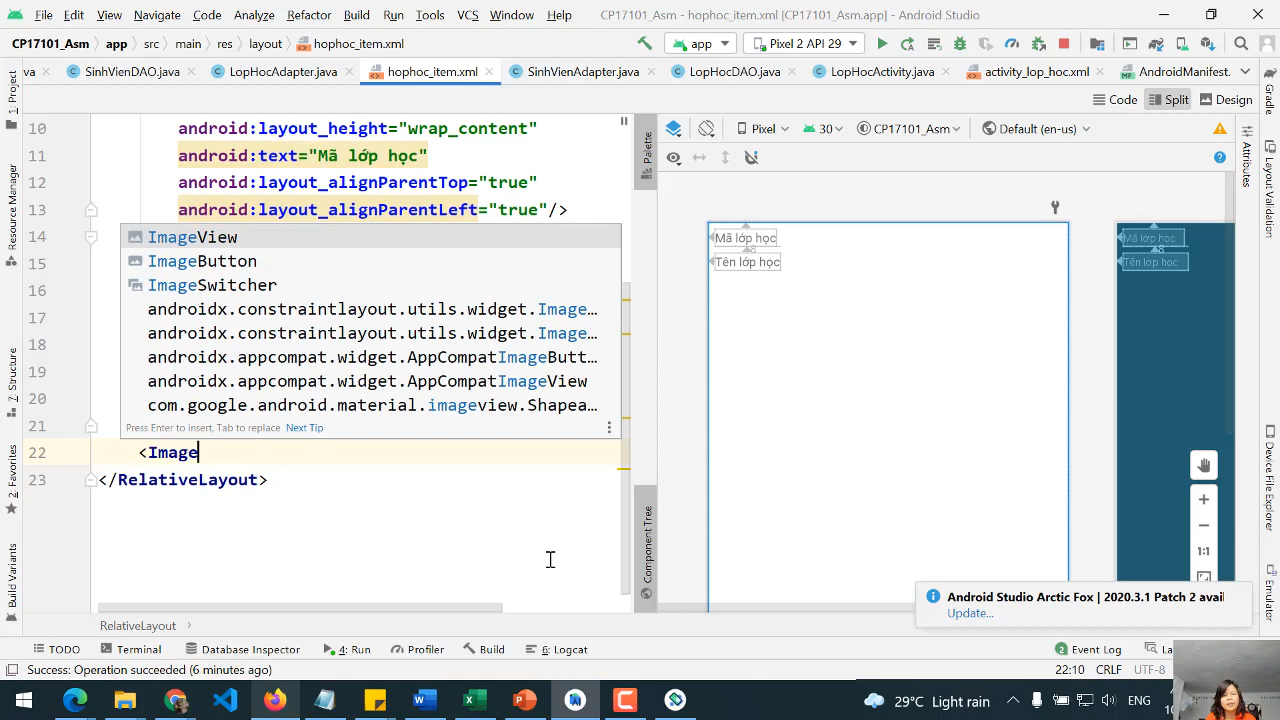 File Edit View Navigate Code Analyze Refactor Build Run Tools VCS Window Help CP17101_Asm - hophoc_item.xml [CP17101_Asm.app] - Android Studio
CP17101_Asm app src main res layout hophoc_item.xml app Pixel 2 API 29
va SinhVienDAO.java LopHocAdapter.java hophoc_item.xml SinhVienAdapter.java LopHocDAO.java LopHocActivity.java AndroidManifest.
Code Split Design
10 android:layout_height="wrap_content"
11 android:text="Mã lớp học"
12 android:layout_alignParentTop="true"
13 android:layout_alignParentLeft="true"/>
14
15
16
17
18
19
20
21
22 <Image
23 </RelativeLayout>
ImageView
ImageButton
ImageSwitcher
androidx.constraintlayout.utils.widget.Image…
androidx.constraintlayout.utils.widget.Image…
androidx.appcompat.widget.AppCompatImageButt…
androidx.appcompat.widget.AppCompatImageView
com.google.android.material.imageview.Shapea…
Press Enter to insert, Tab to replace Next Tip
Pixel 30 CP17101_Asm Default (en-us)
Mã lớp học
Tên lớp học
8
Mã lớp học
Tên lớp học
8
1:1
1: Project
Resource Manager
7: Structure
2: Favorites
Build Variants
Palette
Component Tree
Attributes
Gradle
Layout Validation
Device File Explorer
Emulator
Android Studio Arctic Fox | 2020.3.1 Patch 2 avai
Update...
RelativeLayout
TODO Terminal Database Inspector 4: Run Profiler Build 6: Logcat 2 Event Log
Success: Operation succeeded (6 minutes ago) 22:10 CRLF UTF-8
29°C Light rain ENG